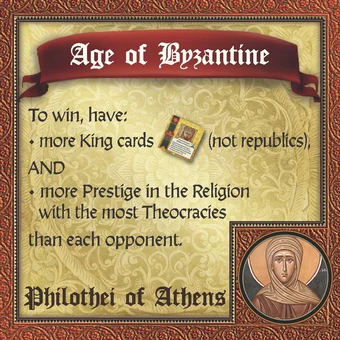 Age of Byzantine
To win, have:
• more King cards (not republics),
AND
• more Prestige in the Religion
with the most Theocracies
than each opponent.
Philothei of Athens